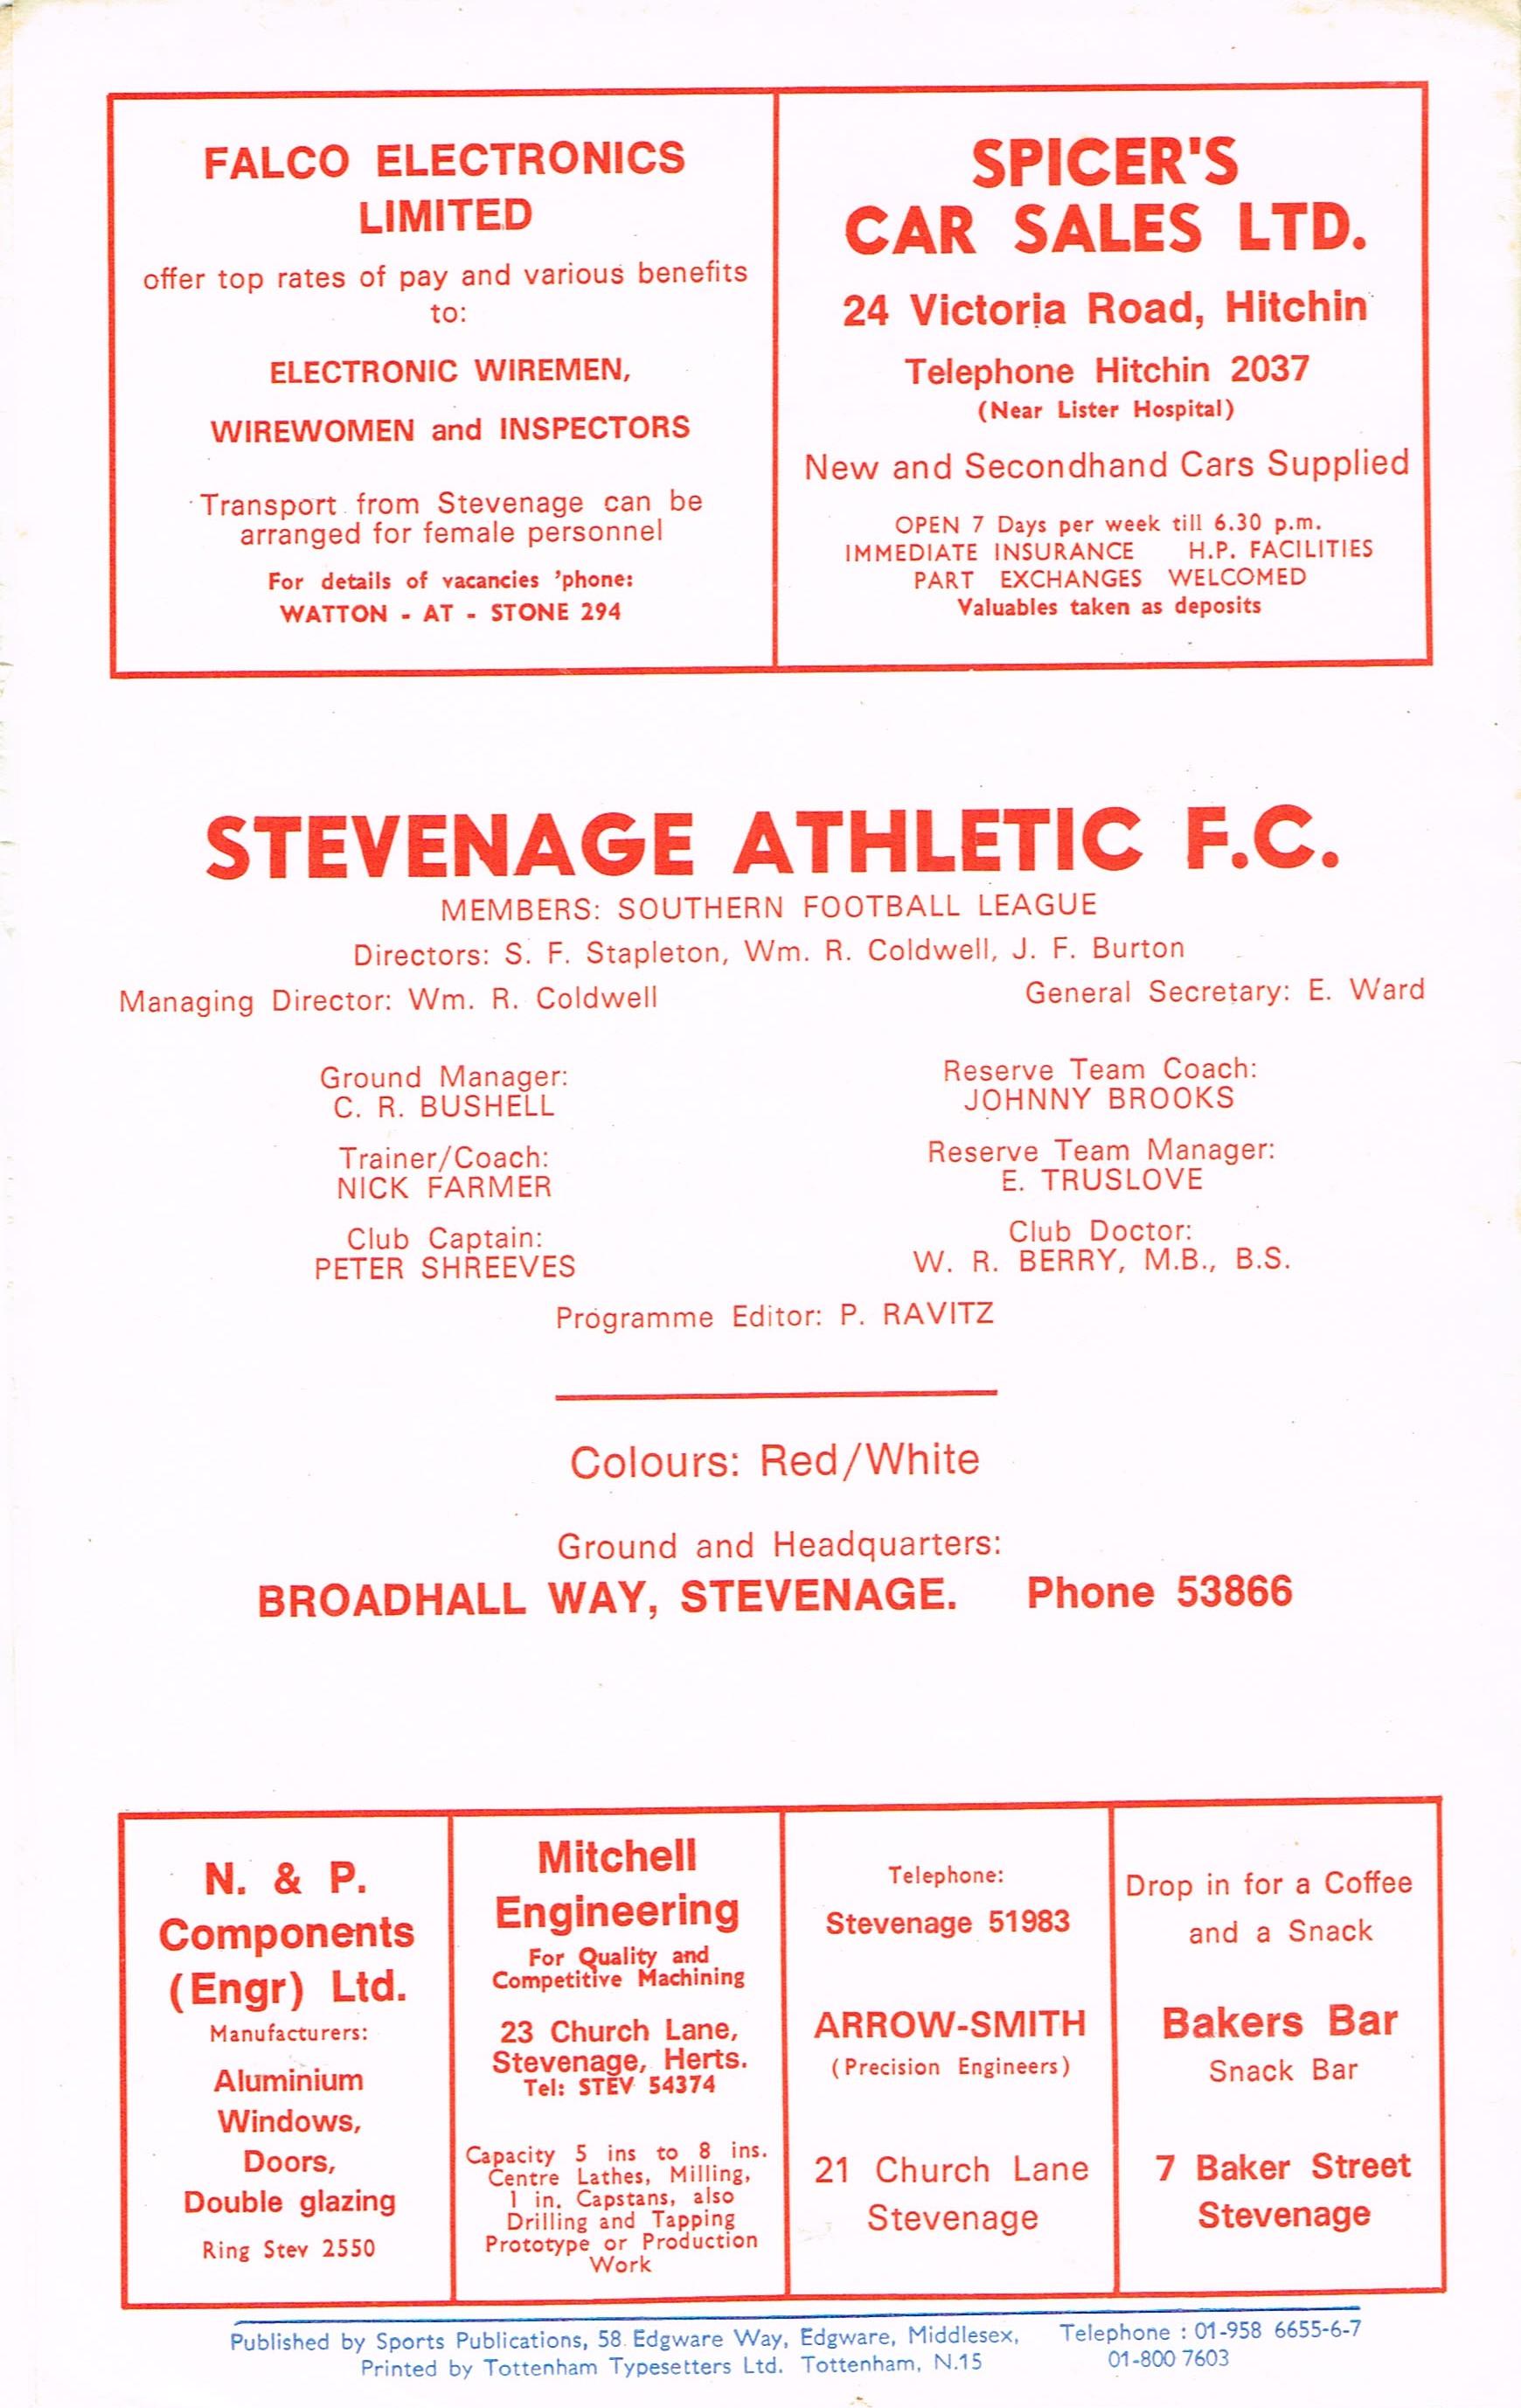 FALCO ELECTRONICS
LIMITED
offer top rates of pay and various benefits
to:
ELECTRONIC WIREMEN,
WIREWOMEN and INSPECTORS
Transport from Stevenage can be
arranged for female personnel
For details of vacancies 'phone:
WATTON - AT - STONE 294
SPICER'S
CAR SALES LTD.
24 Victoria Road, Hitchin
Telephone Hitchin 2037
(Near Lister Hospital)
New and Secondhand Cars Supplied
OPEN 7 Days per week till 6.30 p.m.
IMMEDIATE INSURANCE H.P. FACILITIES
PART EXCHANGES WELCOMED
Valuables taken as deposits
STEVENAGE ATHLETIC F.C.
MEMBERS: SOUTHERN FOOTBALL LEAGUE
Directors: S. F. Stapleton, Wm. R. Coldwell, J. F. Burton
Managing Director: Wm. R. Coldwell General Secretary: E. Ward
Ground Manager:
C. R. BUSHELL
Trainer/Coach:
NICK FARMER
Club Captain:
PETER SHREEVES
Reserve Team Coach:
JOHNNY BROOKS
Reserve Team Manager:
E. TRUSLOVE
Club Doctor:
W. R. BERRY, M.B., B.S.
Programme Editor: P. RAVITZ
Colours: Red/White
Ground and Headquarters:
BROADHALL WAY, STEVENAGE. Phone 53866
N. & P.
Components
(Engr) Ltd.
Manufacturers:
Aluminium
Windows,
Doors,
Double glazing
Ring Stev 2550
Mitchell
Engineering
For Quality and
Competitive Machining
23 Church Lane,
Stevenage, Herts.
Tel: STEV 54374
Capacity 5 ins to 8 ins.
Centre Lathes, Milling,
1 in. Capstans, also
Drilling and Tapping
Prototype or Production
Work
Telephone:
Stevenage 51983
ARROW-SMITH
(Precision Engineers)
21 Church Lane
Stevenage
Drop in for a Coffee
and a Snack
Bakers Bar
Snack Bar
7 Baker Street
Stevenage
Published by Sports Publications, 58 Edgware Way, Edgware, Middlesex, Telephone : 01-958 6655-6-7
Printed by Tottenham Typesetters Ltd. Tottenham, N.15 01-800 7603